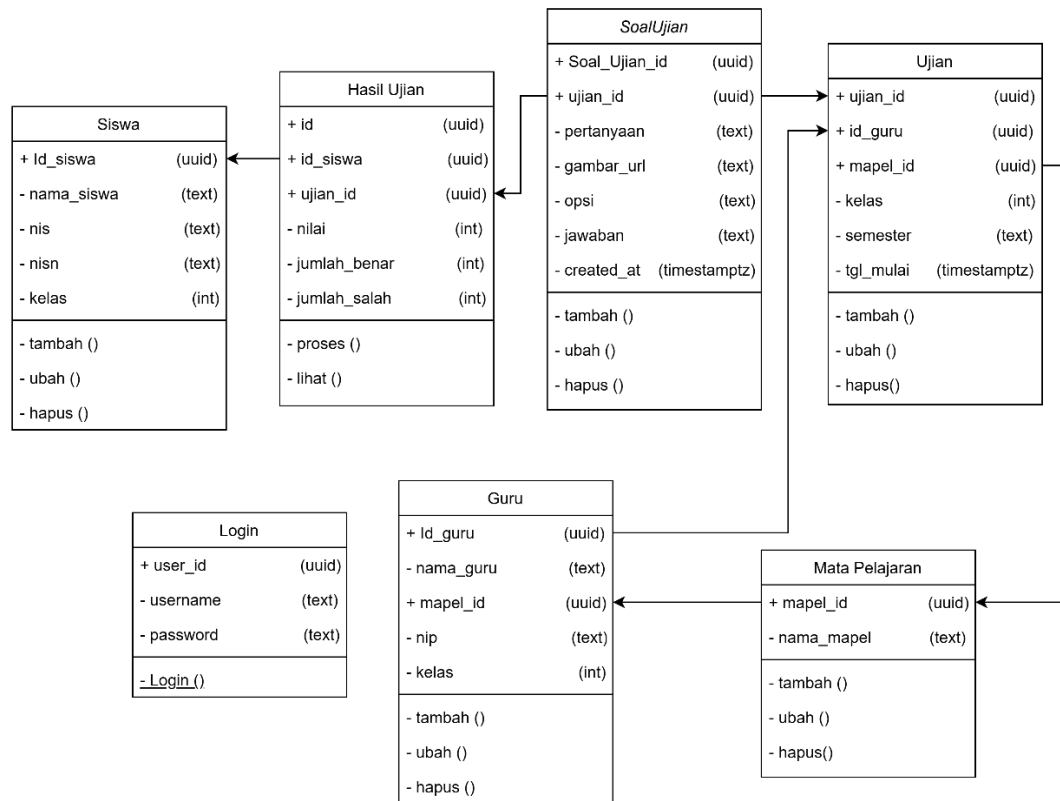 SoalUjian
+ Soal_Ujian_id (uuid)
+ ujian_id (uuid)
- pertanyaan (text)
- gambar_url (text)
- opsi (text)
- jawaban (text)
- created_at (timestamptz)
- tambah ()
- ubah ()
- hapus ()
Ujian
+ ujian_id (uuid)
+ id_guru (uuid)
+ mapel_id (uuid)
- kelas (int)
- semester (text)
- tgl_mulai (timestamptz)
- tambah ()
- ubah ()
- hapus()
Hasil Ujian
+ id (uuid)
+ id_siswa (uuid)
+ ujian_id (uuid)
- nilai (int)
- jumlah_benar (int)
- jumlah_salah (int)
- proses ()
- lihat ()
Siswa
+ Id_siswa (uuid)
- nama_siswa (text)
- nis (text)
- nisn (text)
- kelas (int)
- tambah ()
- ubah ()
- hapus ()
Guru
+ Id_guru (uuid)
- nama_guru (text)
+ mapel_id (uuid)
- nip (text)
- kelas (int)
- tambah ()
- ubah ()
- hapus ()
Login
+ user_id (uuid)
- username (text)
- password (text)
- Login ()
Mata Pelajaran
+ mapel_id (uuid)
- nama_mapel (text)
- tambah ()
- ubah ()
- hapus()